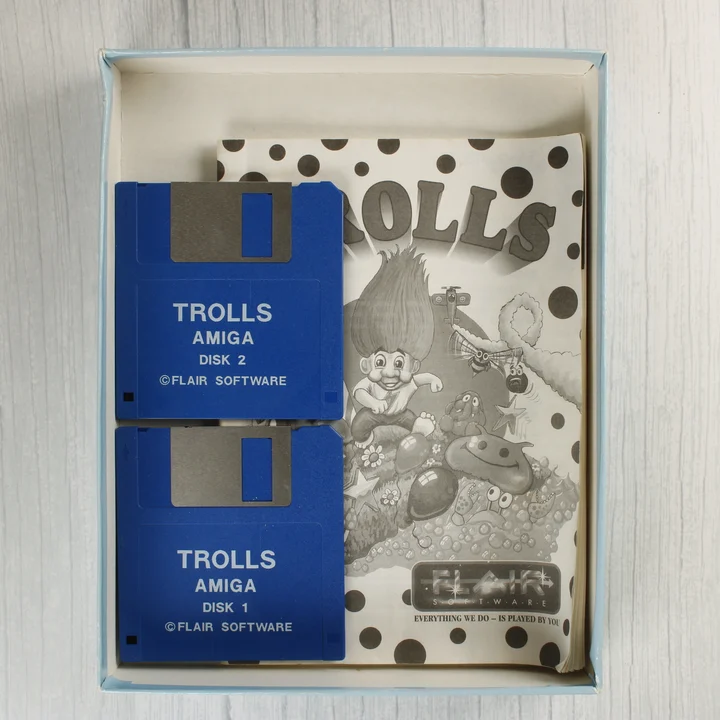 TROLLS
TROLLS
AMIGA
DISK 2
©FLAIR SOFTWARE
TROLLS
AMIGA
DISK 1
©FLAIR SOFTWARE
FLAIR
SOFTWARE
EVERYTHING WE DO – IS PLAYED BY YOU